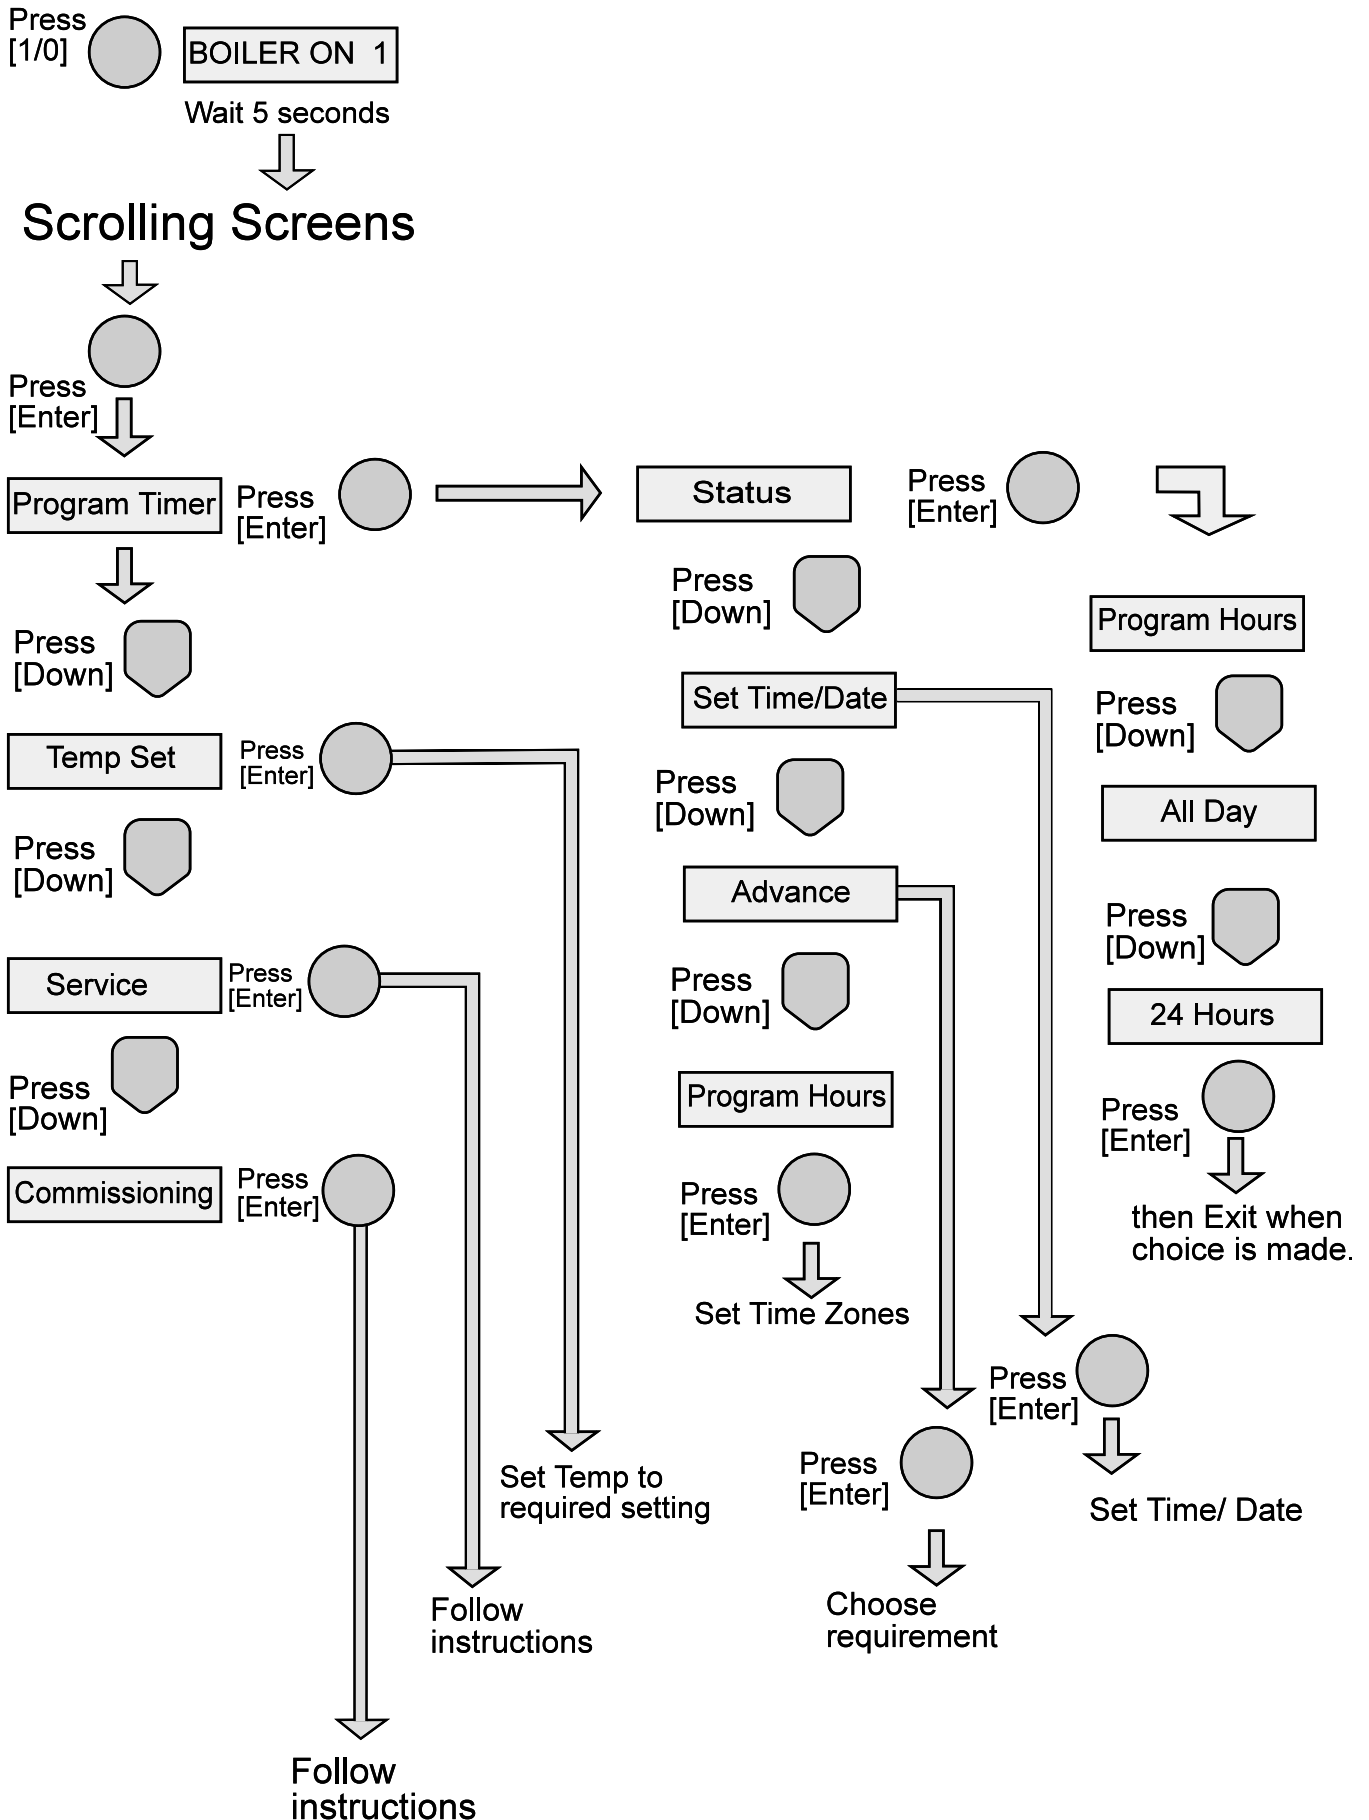 Press
[1/0]
BOILER ON  1
Wait 5 seconds
Scrolling Screens
Press
[Enter]
Program Timer
Press
[Enter]
Press
[Down]
Temp Set
Press
[Enter]
Press
[Down]
Service
Press
[Enter]
Press
[Down]
Commissioning
Press
[Enter]
Follow
instructions
Follow
instructions
Set Temp to
required setting
Status
Press
[Enter]
Press
[Down]
Set Time/Date
Press
[Down]
Advance
Press
[Down]
Program Hours
Press
[Enter]
Set Time Zones
Press
[Enter]
Choose
requirement
Press
[Enter]
Set Time/ Date
Program Hours
Press
[Down]
All Day
Press
[Down]
24 Hours
Press
[Enter]
then Exit when
choice is made.